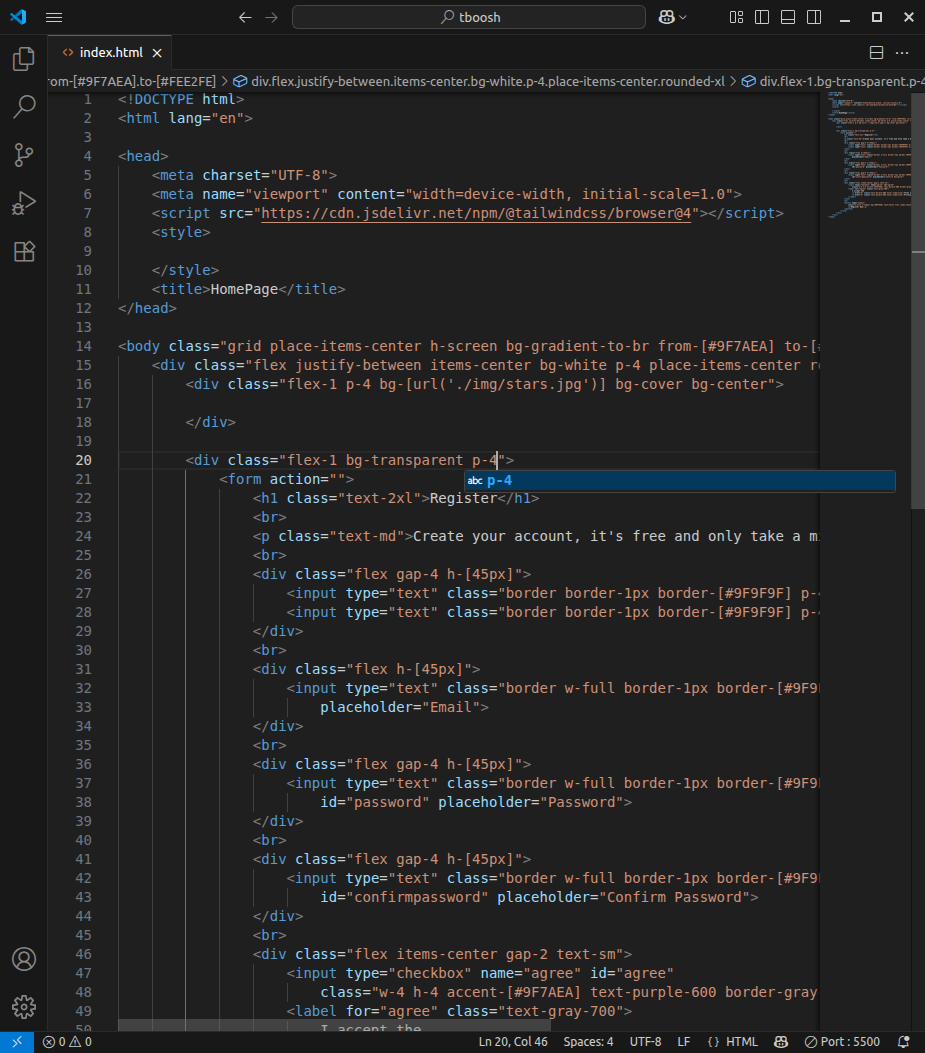 tboosh
index.html
rom-[#9F7AEA].to-[#FEE2FE] > div.flex.justify-between.items-center.bg-white.p-4.place-items-center.rounded-xl > div.flex-1.bg-transparent.p-4
1 <!DOCTYPE html>
2 <html lang="en">
3
4 <head>
5 <meta charset="UTF-8">
6 <meta name="viewport" content="width=device-width, initial-scale=1.0">
7 <script src="https://cdn.jsdelivr.net/npm/@tailwindcss/browser@4"></script>
8 <style>
9
10 </style>
11 <title>HomePage</title>
12 </head>
13
14 <body class="grid place-items-center h-screen bg-gradient-to-br from-[#9F7AEA] to-[#
15 <div class="flex justify-between items-center bg-white p-4 place-items-center r
16 <div class="flex-1 p-4 bg-[url('./img/stars.jpg')] bg-cover bg-center">
17
18 </div>
19
20 <div class="flex-1 bg-transparent p-4">
21 <form action="">
abc p-4
22 <h1 class="text-2xl">Register</h1>
23 <br>
24 <p class="text-md">Create your account, it's free and only take a m
25 <br>
26 <div class="flex gap-4 h-[45px]">
27 <input type="text" class="border border-1px border-[#9F9F9F] p-4
28 <input type="text" class="border border-1px border-[#9F9F9F] p-4
29 </div>
30 <br>
31 <div class="flex h-[45px]">
32 <input type="text" class="border w-full border-1px border-[#9F9F
33 placeholder="Email">
34 </div>
35 <br>
36 <div class="flex gap-4 h-[45px]">
37 <input type="text" class="border w-full border-1px border-[#9F9F
38 id="password" placeholder="Password">
39 </div>
40 <br>
41 <div class="flex gap-4 h-[45px]">
42 <input type="text" class="border w-full border-1px border-[#9F9F
43 id="confirmpassword" placeholder="Confirm Password">
44 </div>
45 <br>
46 <div class="flex items-center gap-2 text-sm">
47 <input type="checkbox" name="agree" id="agree"
48 class="w-4 h-4 accent-[#9F7AEA] text-purple-600 border-gray
49 <label for="agree" class="text-gray-700">
50 I accept the
0 0 Ln 20, Col 46 Spaces: 4 UTF-8 LF {} HTML Port : 5500